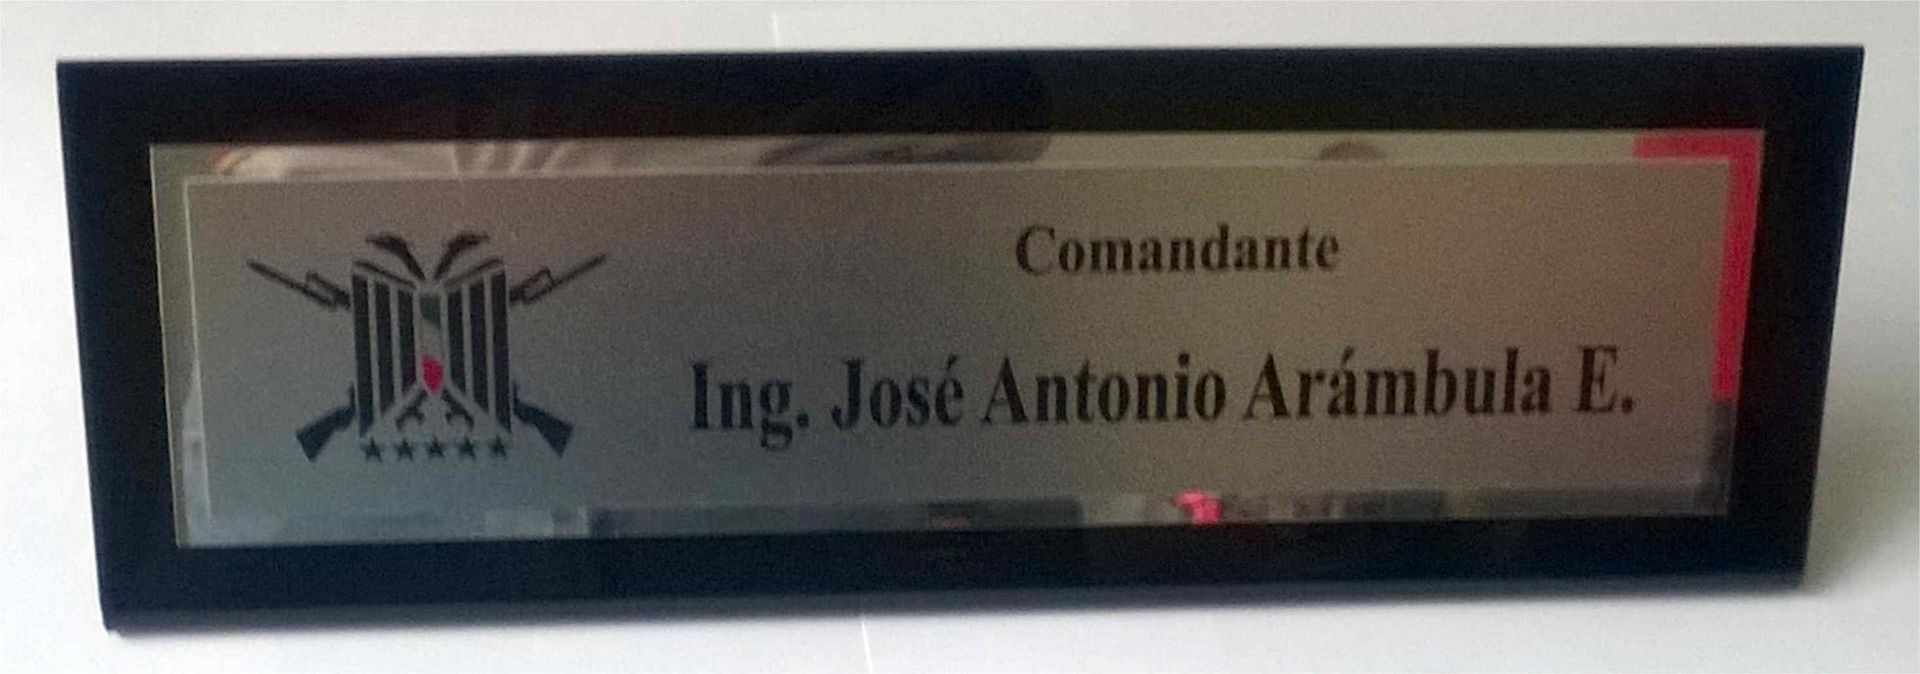 Comandante
Ing. José Antonio Arámbula E.